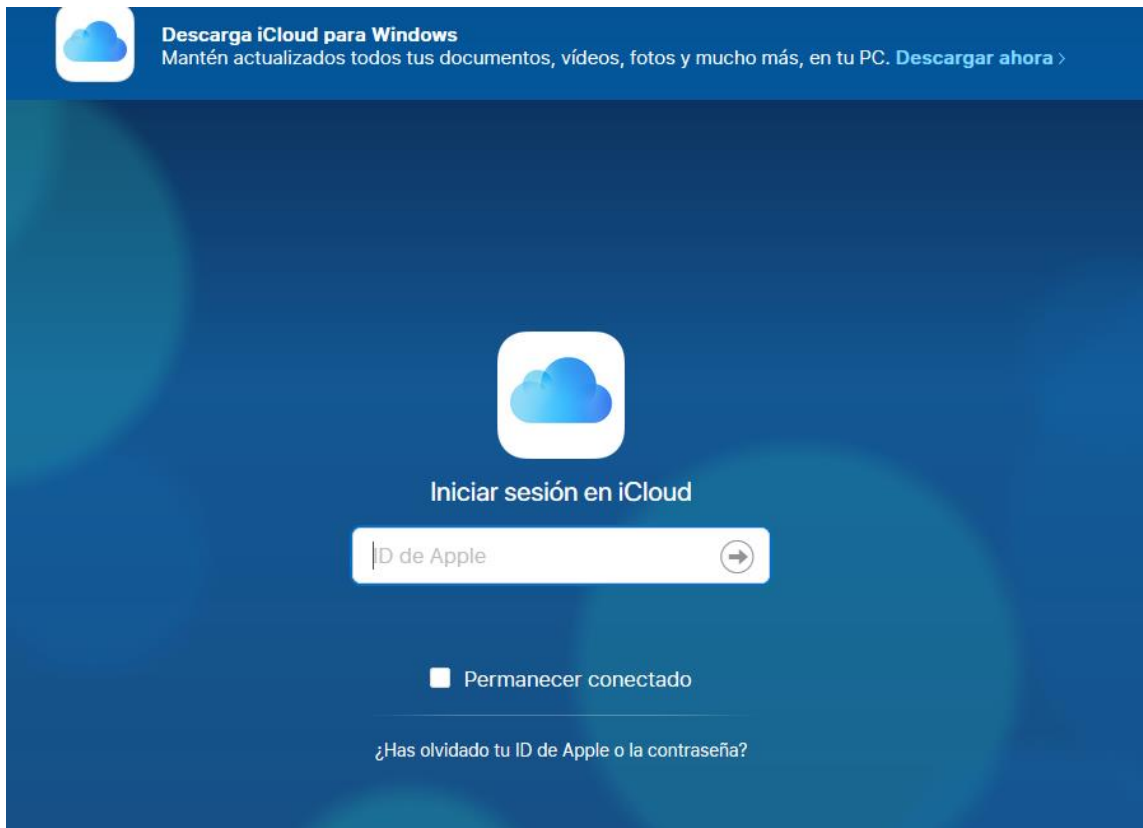 Descarga iCloud para Windows
Mantén actualizados todos tus documentos, vídeos, fotos y mucho más, en tu PC. Descargar ahora >
Iniciar sesión en iCloud
ID de Apple
Permanecer conectado
¿Has olvidado tu ID de Apple o la contraseña?